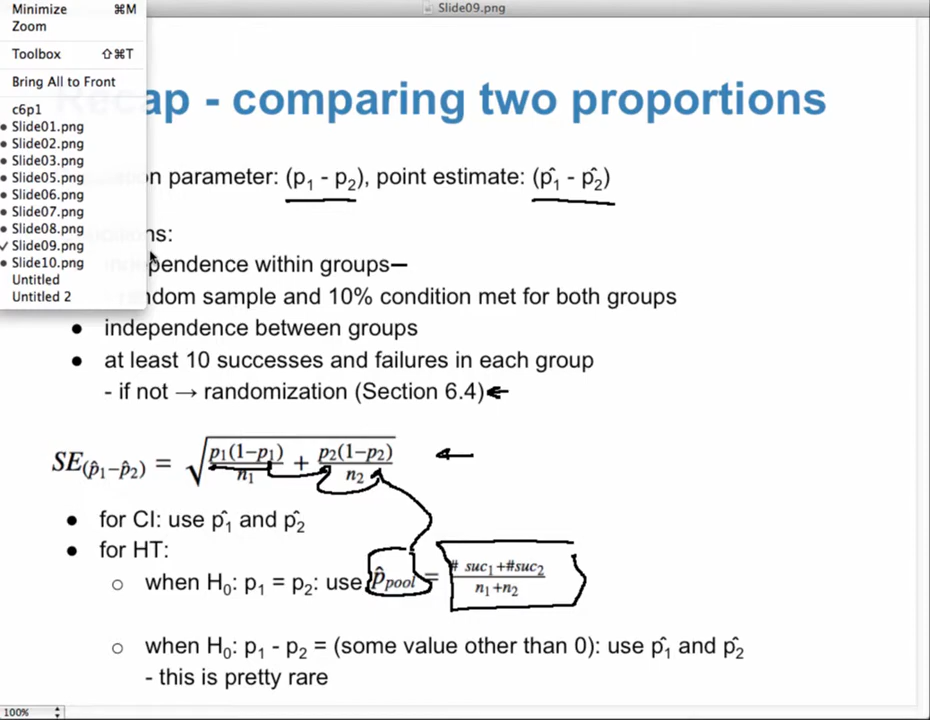 Slide09.png
Minimize ⌘M
Zoom
Toolbox ⇧⌘T
Bring All to Front
c6p1
Slide01.png
Slide02.png
Slide03.png
Slide05.png
Slide06.png
Slide07.png
Slide08.png
✓ Slide09.png
Slide10.png
Untitled
Untitled 2
Recap - comparing two proportions
n parameter: (p₁ - p₂), point estimate: (p̂₁ - p̂₂)
ns:
pendence within groups—
ndom sample and 10% condition met for both groups
● independence between groups
● at least 10 successes and failures in each group
- if not → randomization (Section 6.4)
SE(p̂₁−p̂₂) = √(p₁(1−p₁)/n₁ + p₂(1−p₂)/n₂)
● for CI: use p̂₁ and p̂₂
● for HT:
○ when H₀: p₁ = p₂: use p̂pool = # suc₁+#suc₂ / n₁+n₂
○ when H₀: p₁ - p₂ = (some value other than 0): use p̂₁ and p̂₂
- this is pretty rare
100%